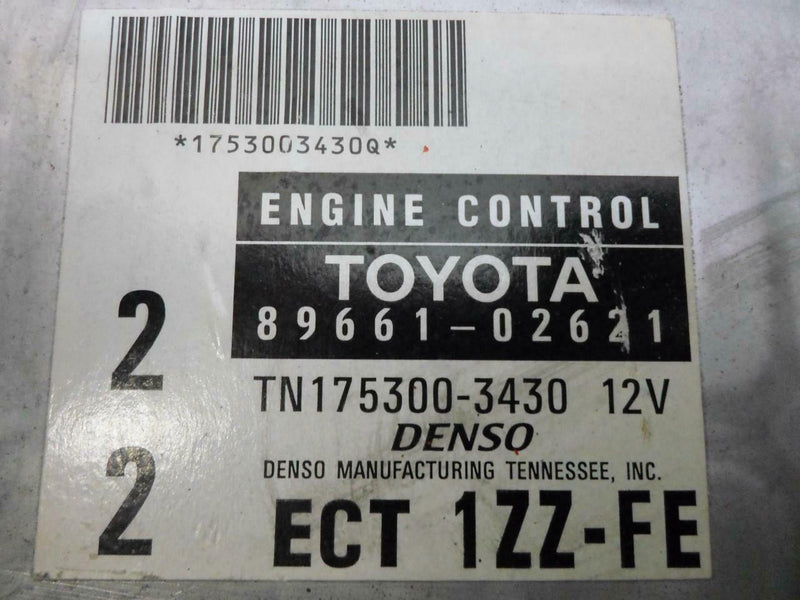 *1753003430Q*
ENGINE CONTROL
TOYOTA
89661-02621
2
TN175300-3430 12V
DENSO
DENSO MANUFACTURING TENNESSEE, INC.
2
ECT 1ZZ-FE